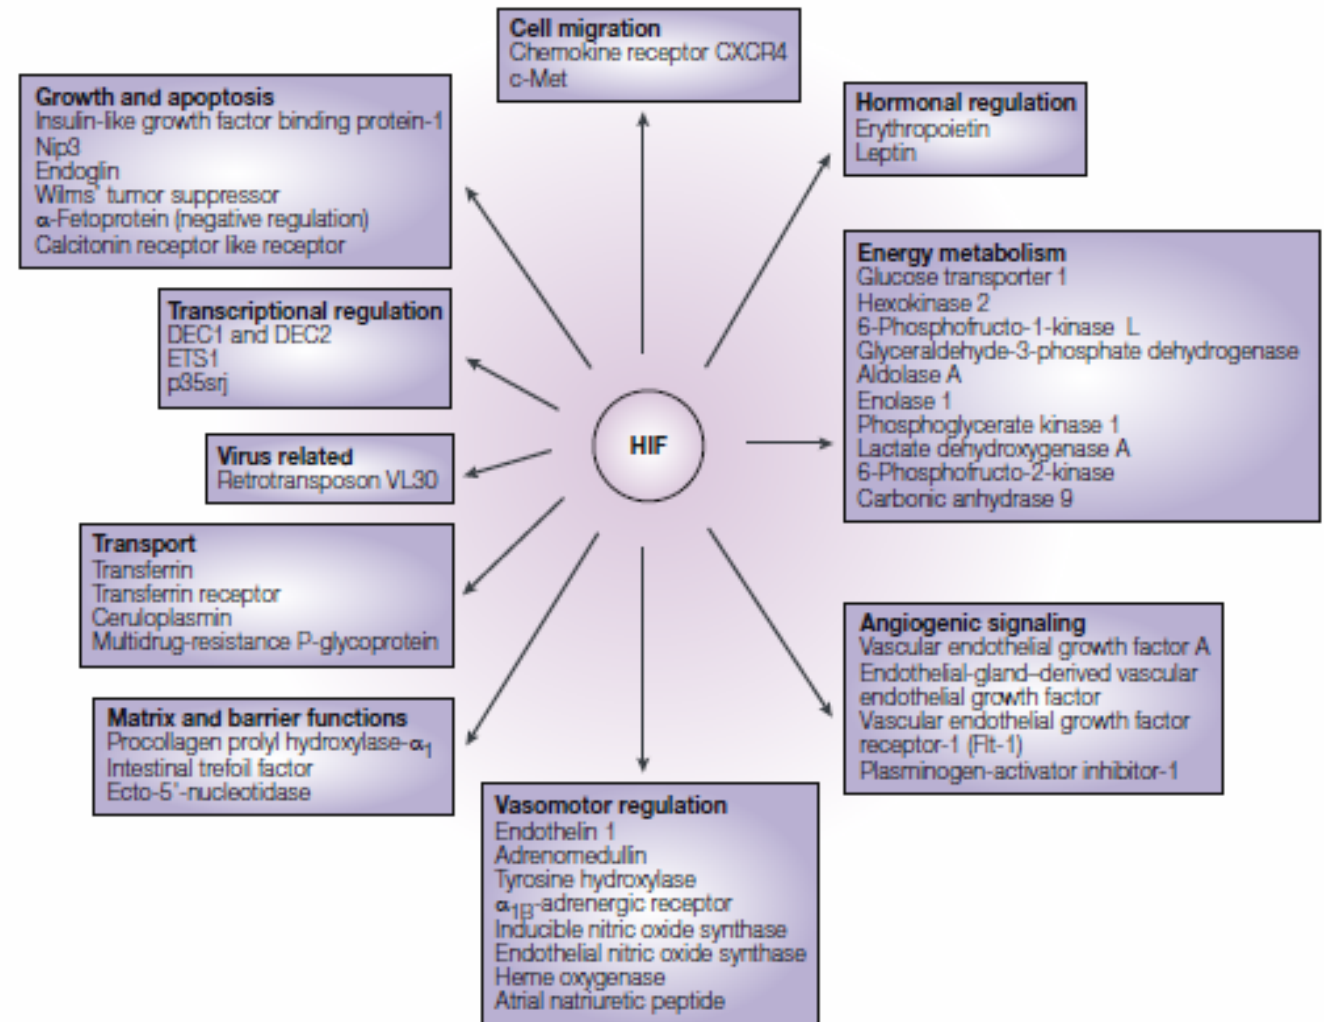 Cell migration
Chemokine receptor CXCR4
c-Met
Growth and apoptosis
Insulin-like growth factor binding protein-1
Nip3
Endoglin
Wilms' tumor suppressor
α-Fetoprotein (negative regulation)
Calcitonin receptor like receptor
Hormonal regulation
Erythropoietin
Leptin
Energy metabolism
Glucose transporter 1
Hexokinase 2
6-Phosphofructo-1-kinase L
Glyceraldehyde-3-phosphate dehydrogenase
Aldolase A
Enolase 1
Phosphoglycerate kinase 1
Lactate dehydroxygenase A
6-Phosphofructo-2-kinase
Carbonic anhydrase 9
Transcriptional regulation
DEC1 and DEC2
ETS1
p35srj
HIF
Virus related
Retrotransposon VL30
Transport
Transferrin
Transferrin receptor
Ceruloplasmin
Multidrug-resistance P-glycoprotein
Angiogenic signaling
Vascular endothelial growth factor A
Endothelial-gland–derived vascular
endothelial growth factor
Vascular endothelial growth factor
receptor-1 (Flt-1)
Plasminogen-activator inhibitor-1
Matrix and barrier functions
Procollagen prolyl hydroxylase-α1
Intestinal trefoil factor
Ecto-5'-nucleotidase
Vasomotor regulation
Endothelin 1
Adrenomedullin
Tyrosine hydroxylase
α1B-adrenergic receptor
Inducible nitric oxide synthase
Endothelial nitric oxide synthase
Heme oxygenase
Atrial natriuretic peptide